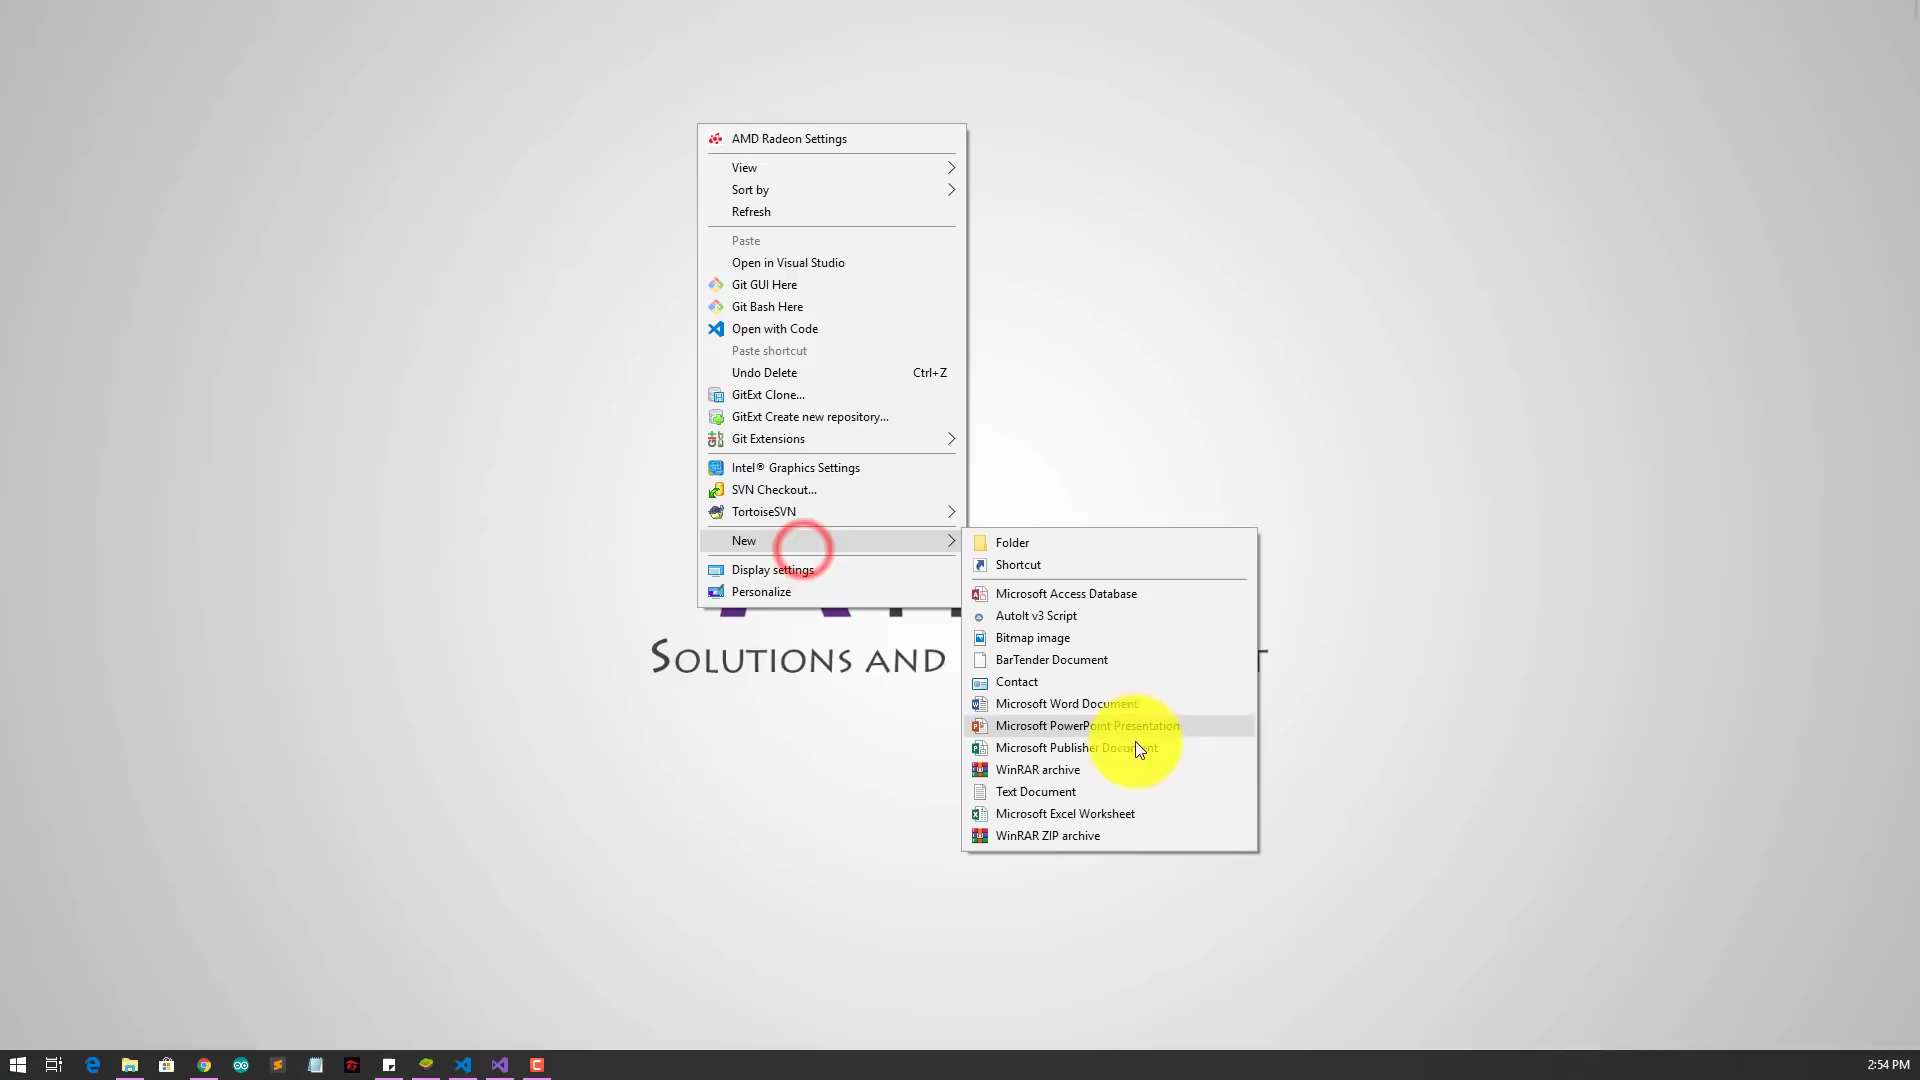 AMD Radeon Settings
View
Sort by
Refresh
Paste
Open in Visual Studio
Git GUI Here
Git Bash Here
Open with Code
Paste shortcut
Undo Delete Ctrl+Z
GitExt Clone...
GitExt Create new repository...
Git Extensions
Intel® Graphics Settings
SVN Checkout...
TortoiseSVN
New
Display settings
Personalize
Folder
Shortcut
Microsoft Access Database
AutoIt v3 Script
Bitmap image
BarTender Document
Contact
Microsoft Word Document
Microsoft PowerPoint Presentation
Microsoft Publisher Document
WinRAR archive
Text Document
Microsoft Excel Worksheet
WinRAR ZIP archive
SOLUTIONS AND
2:54 PM